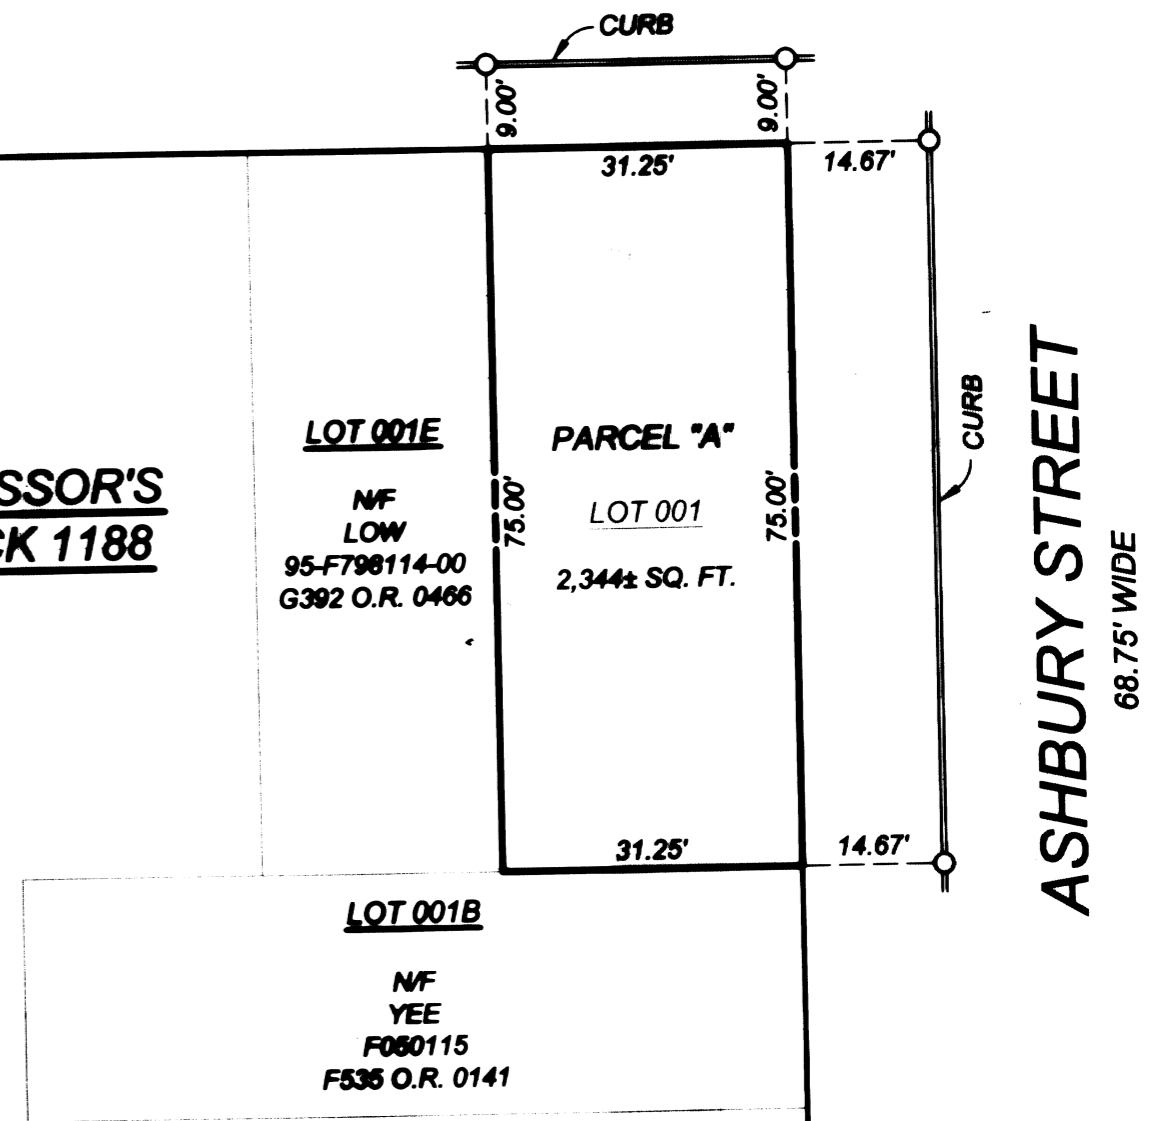 CURB
9.00'
9.00'
31.25'
14.67'
LOT 001E
N/F
LOW
95-F798114-00
G392 O.R. 0466
SSOR'S
CK 1188
75.00'
PARCEL "A"
LOT 001
2,344± SQ. FT.
75.00'
CURB
ASHBURY STREET
68.75' WIDE
31.25'
14.67'
LOT 001B
N/F
YEE
F060115
F535 O.R. 0141